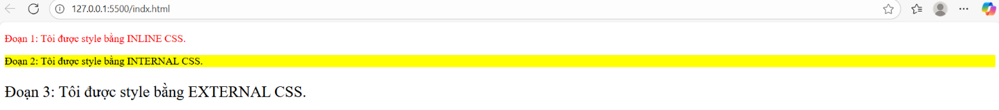 127.0.0.1:5500/indx.html
Đoạn 1: Tôi được style bằng INLINE CSS.
Đoạn 2: Tôi được style bằng INTERNAL CSS.
Đoạn 3: Tôi được style bằng EXTERNAL CSS.